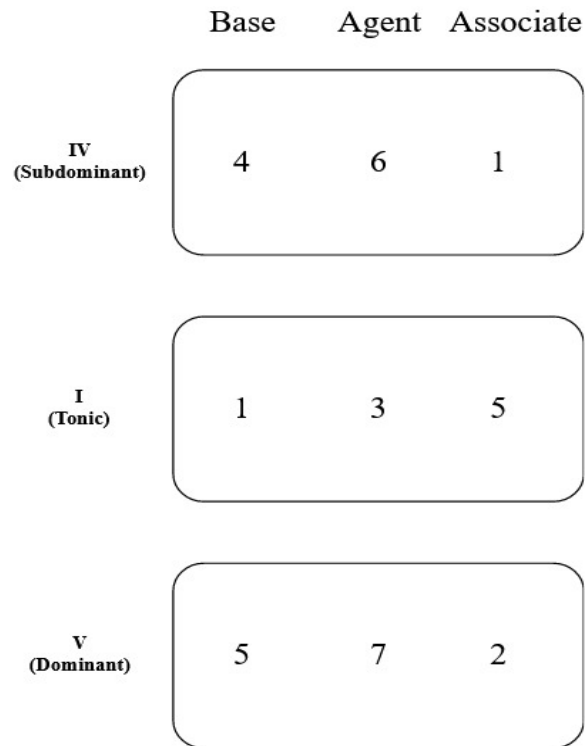 Base Agent Associate
IV
(Subdominant)
4 6 1
I
(Tonic)
1 3 5
V
(Dominant)
5 7 2